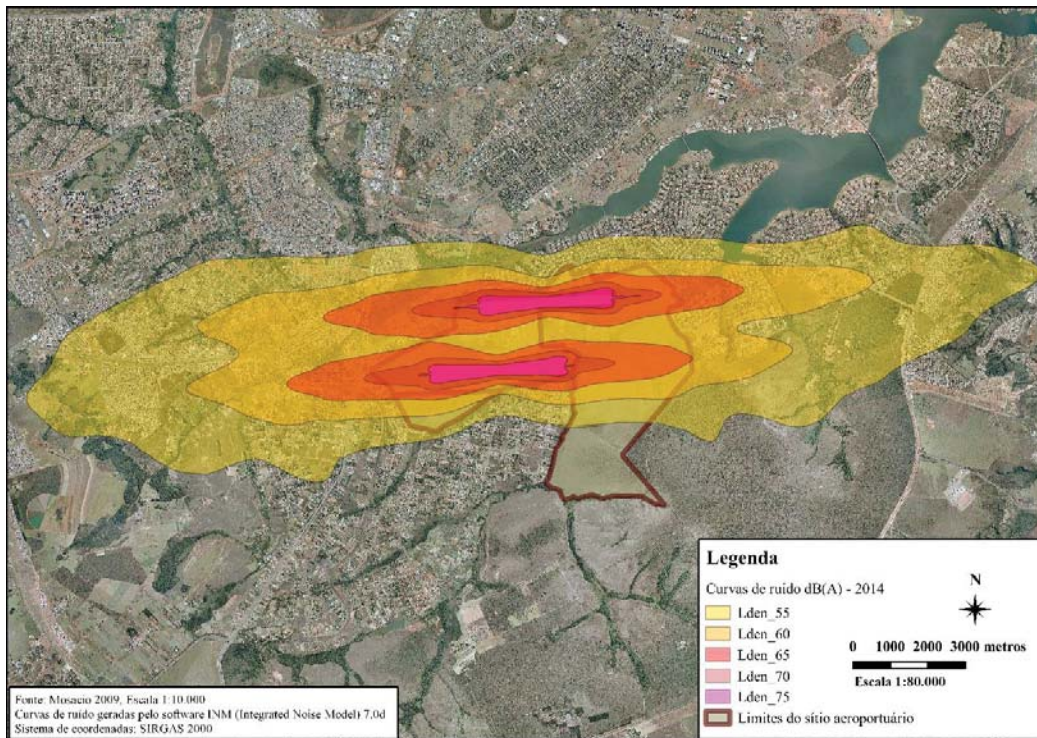 Legenda
Curvas de ruído dB(A) - 2014
Lden_55
Lden_60
Lden_65
Lden_70
Lden_75
Limites do sítio aeroportuário
N
0 1000 2000 3000 metros
Escala 1:80.000
Fonte: Mosaico 2009, Escala 1:10.000
Curvas de ruído geradas pelo software INM (Integrated Noise Model) 7.0d
Sistema de coordenadas: SIRGAS 2000